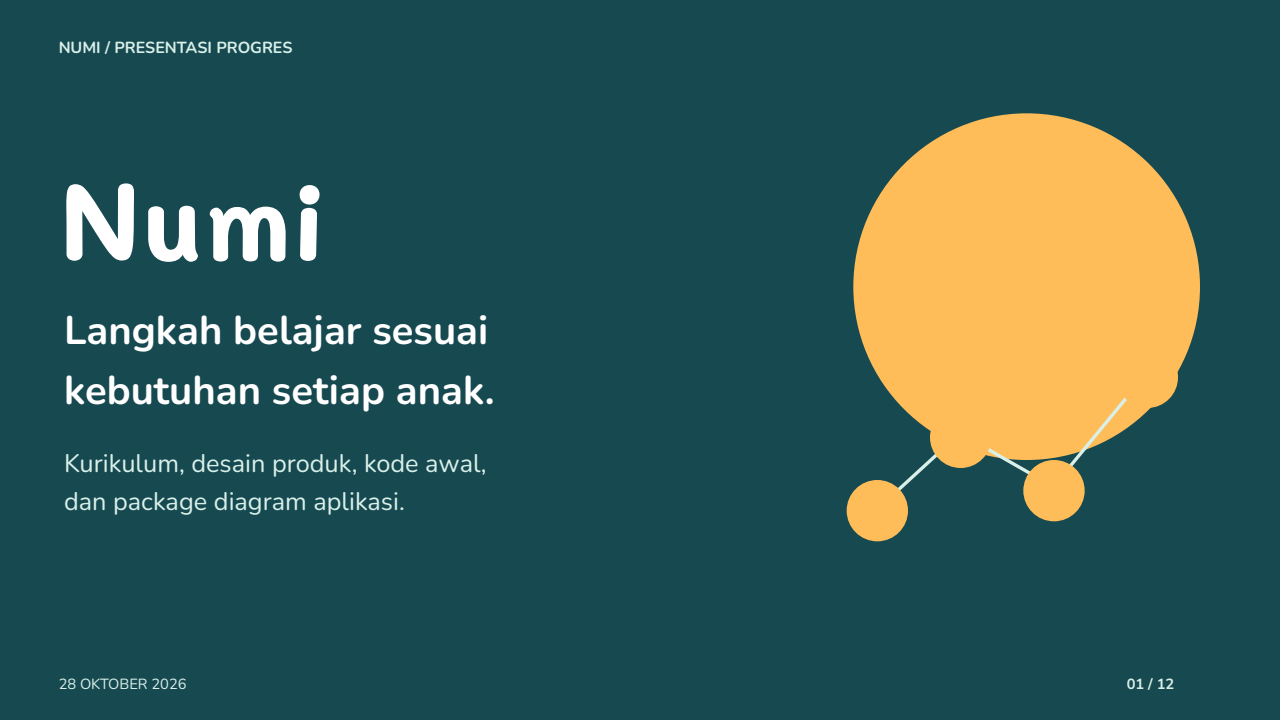 NUMI / PRESENTASI PROGRES
Numi
Langkah belajar sesuai
kebutuhan setiap anak.
Kurikulum, desain produk, kode awal,
dan package diagram aplikasi.
28 OKTOBER 2026
01 / 12